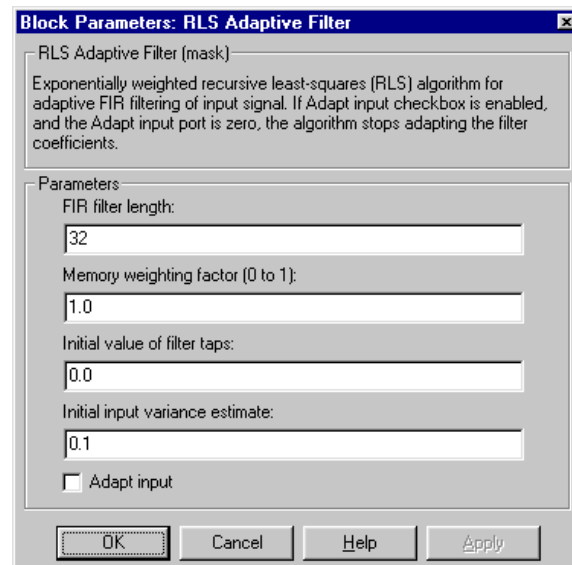 Block Parameters: RLS Adaptive Filter
RLS Adaptive Filter (mask)
Exponentially weighted recursive least-squares (RLS) algorithm for
adaptive FIR filtering of input signal. If Adapt input checkbox is enabled,
and the Adapt input port is zero, the algorithm stops adapting the filter
coefficients.
Parameters
FIR filter length:
32
Memory weighting factor (0 to 1):
1.0
Initial value of filter taps:
0.0
Initial input variance estimate:
0.1
Adapt input
OK Cancel Help Apply